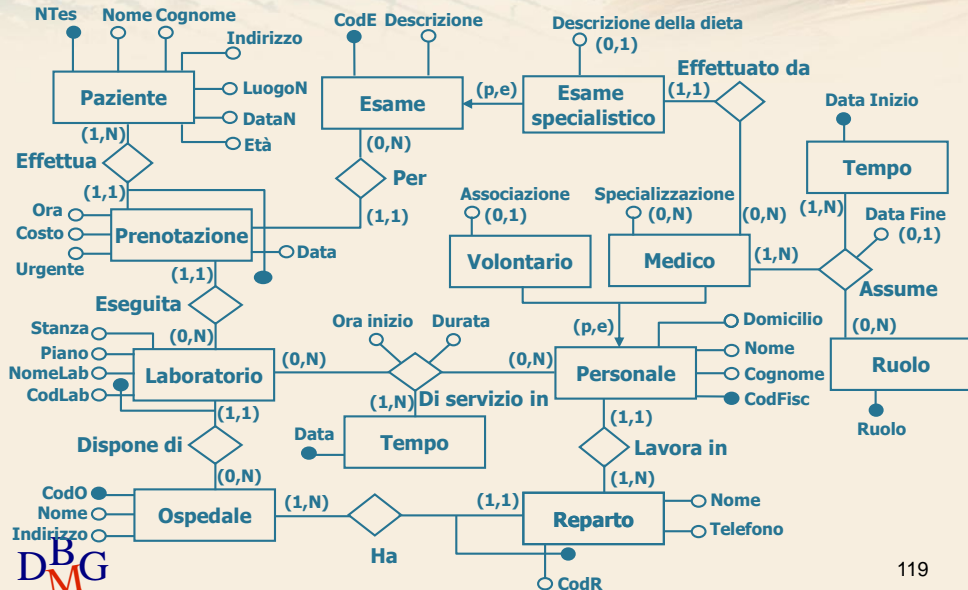 NTes
Nome Cognome
Indirizzo
CodE Descrizione
Descrizione della dieta
(0,1)
Effettuato da
Paziente
LuogoN
DataN
Età
Esame
(p,e)
Esame
specialistico
(1,1)
Data Inizio
(1,N)
Effettua
(1,1)
(0,N)
Per
(1,1)
Tempo
(1,N)
Data Fine
(0,1)
Ora
Costo
Urgente
Prenotazione
Data
(1,1)
Associazione
(0,1)
Specializzazione
(0,N)
(0,N)
Volontario
Medico
(1,N)
Assume
Eseguita
(0,N)
Ora inizio
Durata
(p,e)
(0,N)
Stanza
Piano
NomeLab
CodLab
Laboratorio
(0,N)
(0,N)
Personale
Domicilio
Nome
Cognome
CodFisc
Ruolo
Ruolo
(1,1)
(1,N)
Di servizio in
(1,1)
Dispone di
Data
Tempo
Lavora in
(0,N)
(1,N)
CodO
Nome
Indirizzo
Ospedale
(1,N)
Ha
(1,1)
Reparto
Nome
Telefono
CodR
DBMG
119